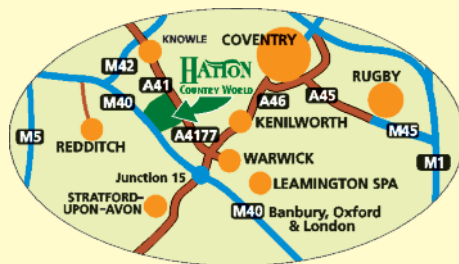 KNOWLE
COVENTRY
M42
A41
HATTON
COUNTRY WORLD
RUGBY
M40
A46
A45
M5
A4177
KENILWORTH
M45
REDDITCH
WARWICK
M1
Junction 15
LEAMINGTON SPA
STRATFORD-
UPON-AVON
M40
Banbury, Oxford
& London